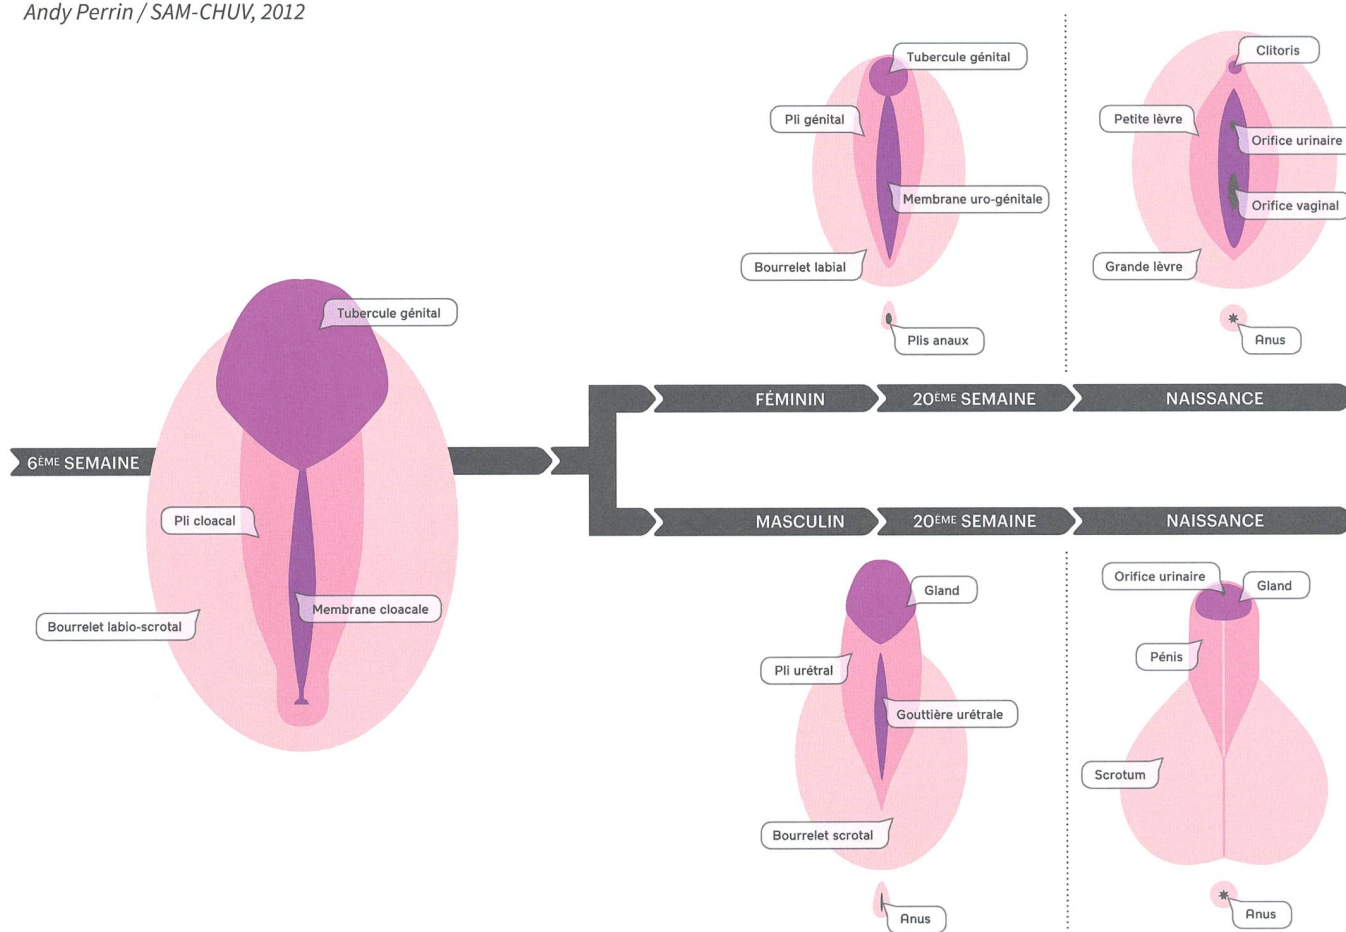 Andy Perrin / SAM-CHUV, 2012
Tubercule génital
Pli génital
Membrane uro-génitale
Bourrelet labial
Plis anaux
Clitoris
Petite lèvre
Orifice urinaire
Orifice vaginal
Grande lèvre
Anus
Tubercule génital
Pli cloacal
Membrane cloacale
Bourrelet labio-scrotal
6ÈME SEMAINE
FÉMININ
20ÈME SEMAINE
NAISSANCE
MASCULIN
20ÈME SEMAINE
NAISSANCE
Gland
Pli urétral
Gouttière urétrale
Bourrelet scrotal
Anus
Orifice urinaire
Gland
Pénis
Scrotum
Anus